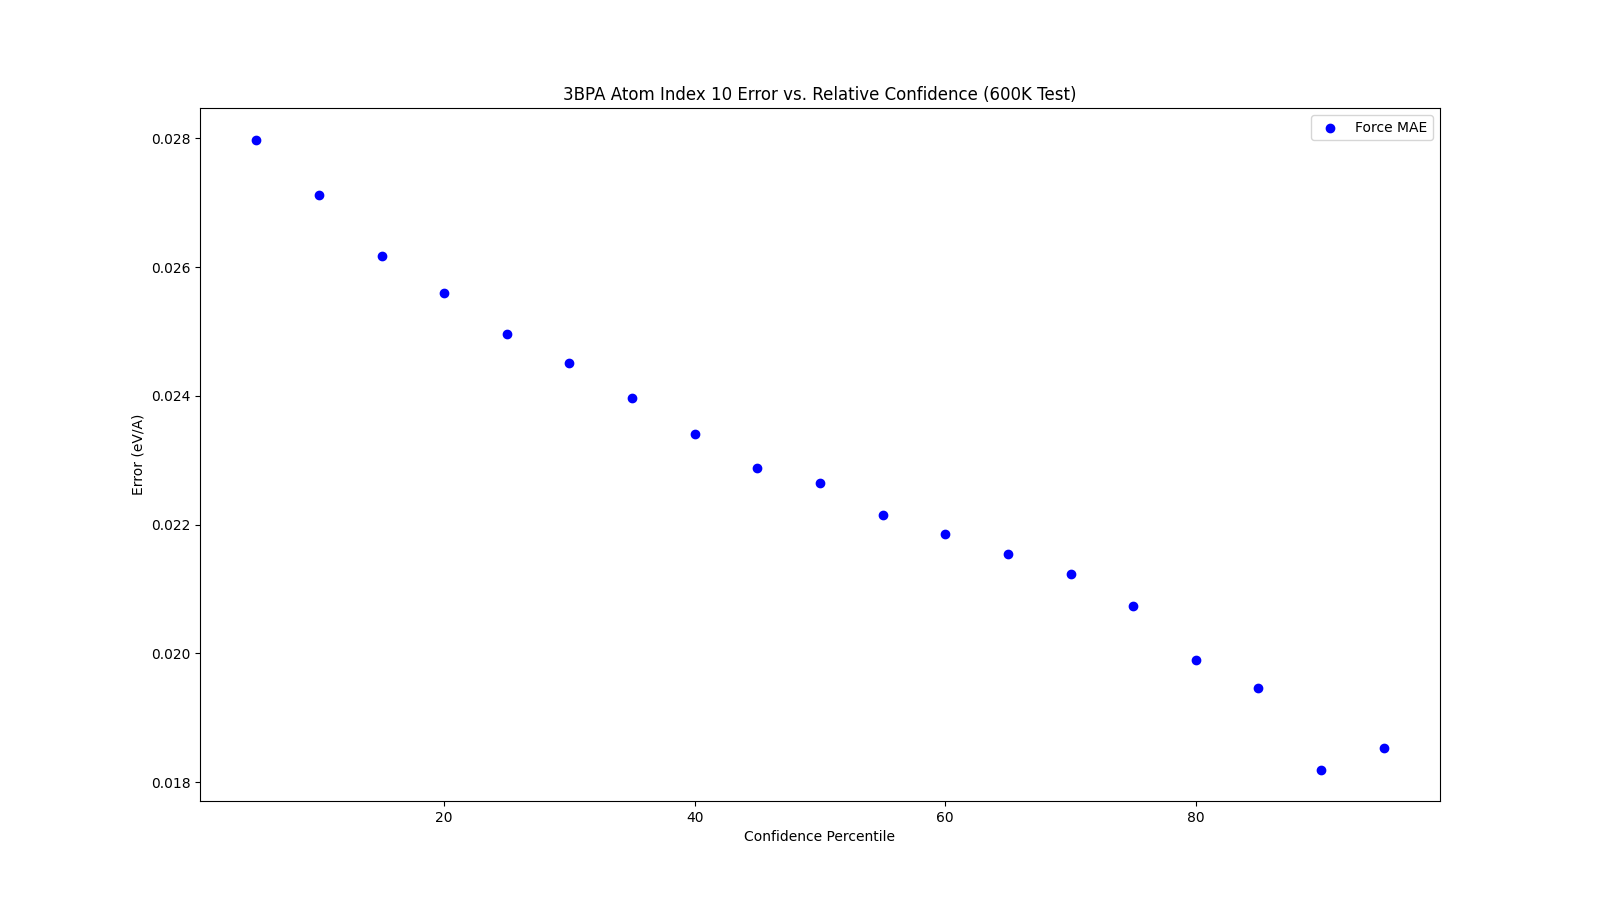 3BPA Atom Index 10 Error vs. Relative Confidence (600K Test)
Force MAE
Error (eV/A)
0.028
0.026
0.024
0.022
0.020
0.018
20 40 60 80
Confidence Percentile